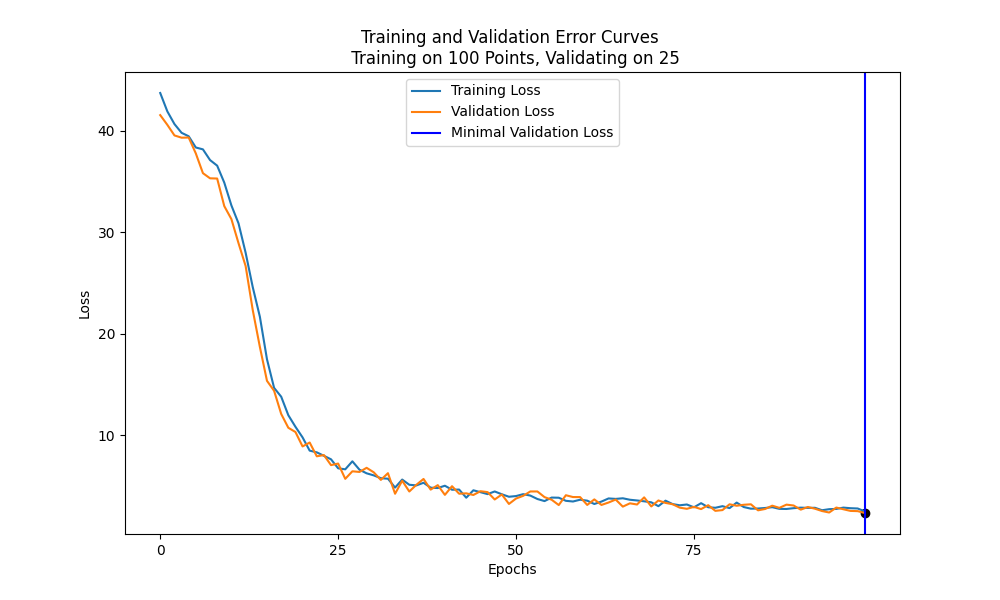 Training and Validation Error Curves
Training on 100 Points, Validating on 25
Training Loss
Validation Loss
Minimal Validation Loss
Loss
40
30
20
10
0
25
50
75
Epochs